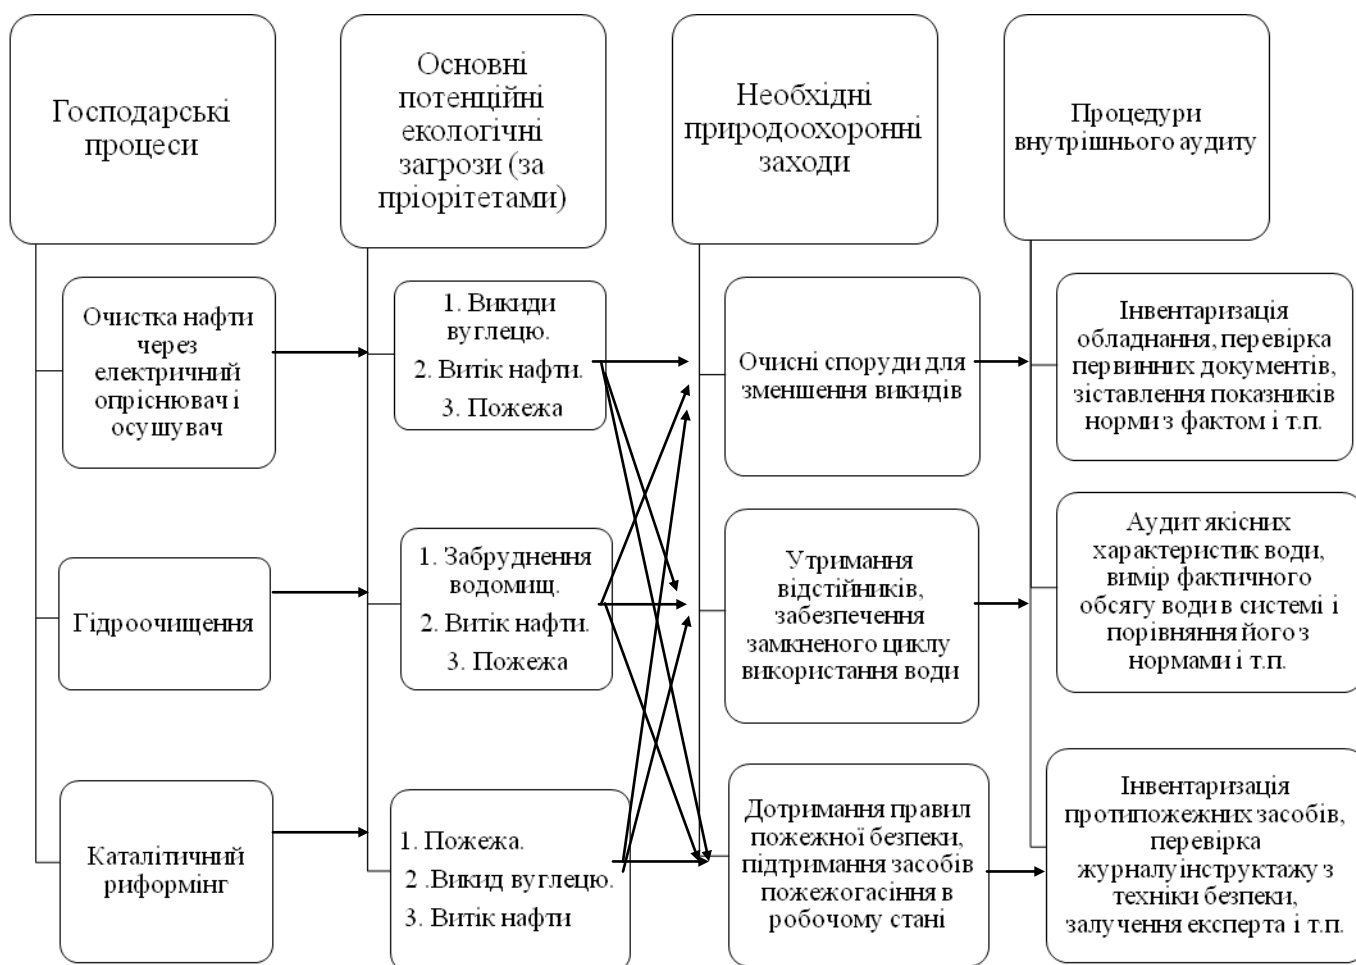 Господарські
процеси
Основні
потенційні
екологічні
загрози (за
пріорітетами)
Необхідні
природоохоронні
заходи
Процедури
внутрішнього аудиту
Очистка нафти
через
електричний
опріснювач і
осушувач
1. Викиди
вуглецю.
2. Витік нафти.
3. Пожежа
Очисні споруди для
зменшення викидів
Інвентаризація
обладнання, перевірка
первинних документів,
зіставлення показників
норми з фактом і т.п.
Гідроочищення
1. Забруднення
водомищ.
2. Витік нафти.
3. Пожежа
Утримання
відстійників,
забезпечення
замкненого циклу
використання води
Аудит якісних
характеристик води,
вимір фактичного
обсягу води в системі і
порівняння його з
нормами і т.п.
Каталітичний
риформінг
1. Пожежа.
2 .Викид вуглецю.
3. Витік нафти
Дотримання правил
пожежної безпеки,
підтримання засобів
пожежогасіння в
робочому стані
Інвентаризація
протипожежних засобів,
перевірка
журналу інструктажу з
техніки безпеки,
залучення експерта і т.п.